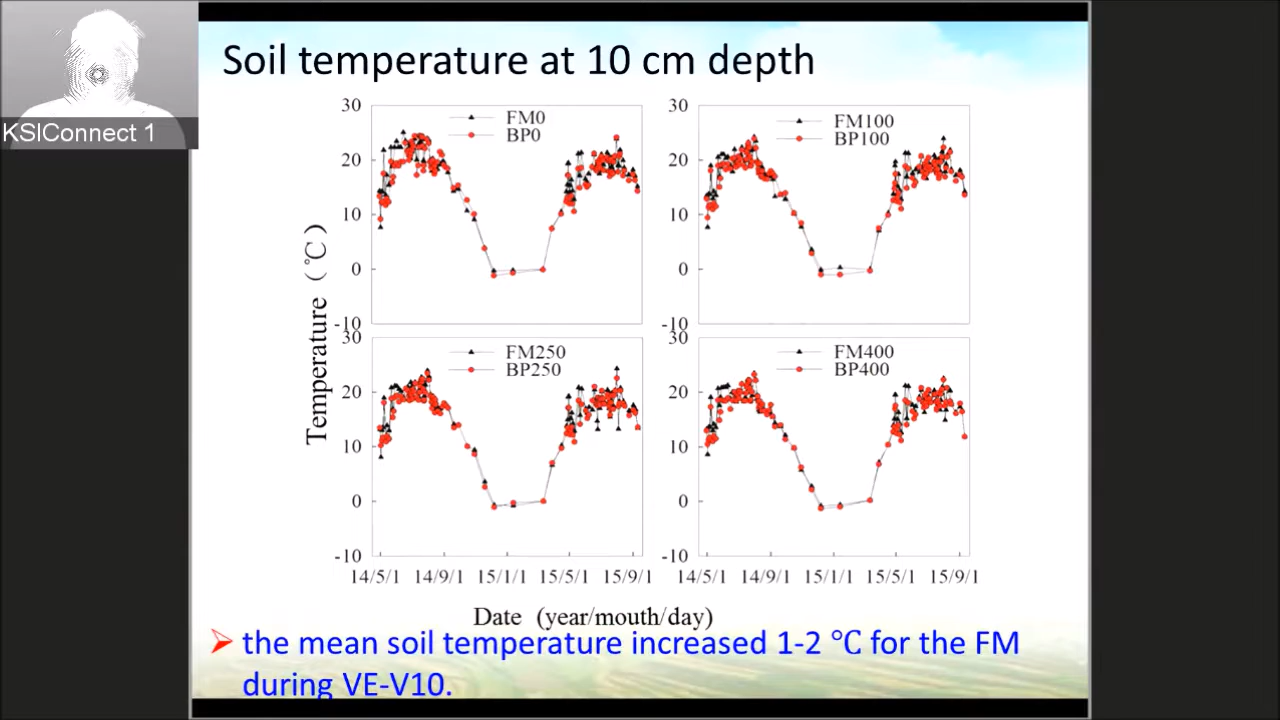 Soil temperature at 10 cm depth
KSIConnect 1
30
20
10
0
-10
FM0
BP0
30
20
10
0
-10
FM100
BP100
30
20
10
0
-10
FM250
BP250
30
20
10
0
-10
FM400
BP400
Temperature (℃)
14/5/1 14/9/1 15/1/1 15/5/1 15/9/1
14/5/1 14/9/1 15/1/1 15/5/1 15/9/1
Date (year/mouth/day)
the mean soil temperature increased 1-2 ℃ for the FM
during VE-V10.